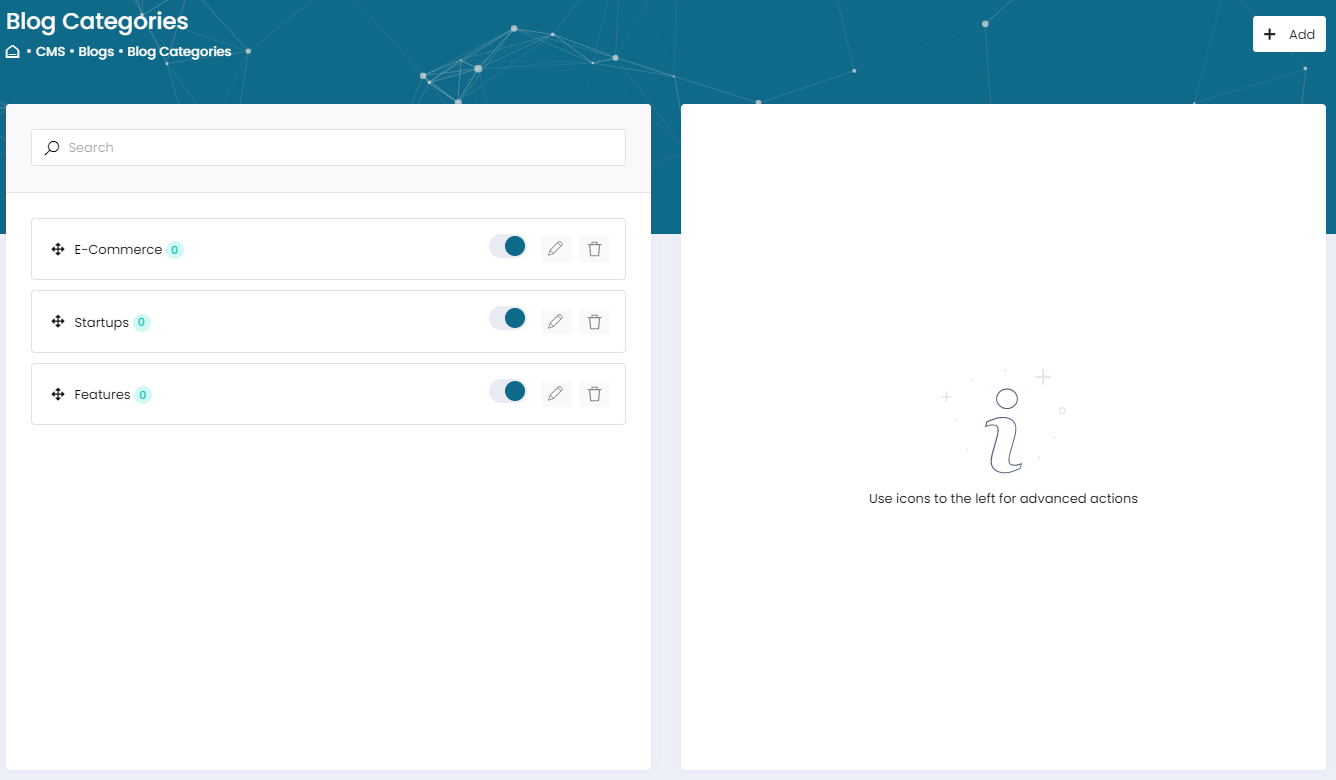 Blog Categories
Add
• CMS • Blogs • Blog Categories
Search
E-Commerce 0
Startups 0
Features 0
Use icons to the left for advanced actions